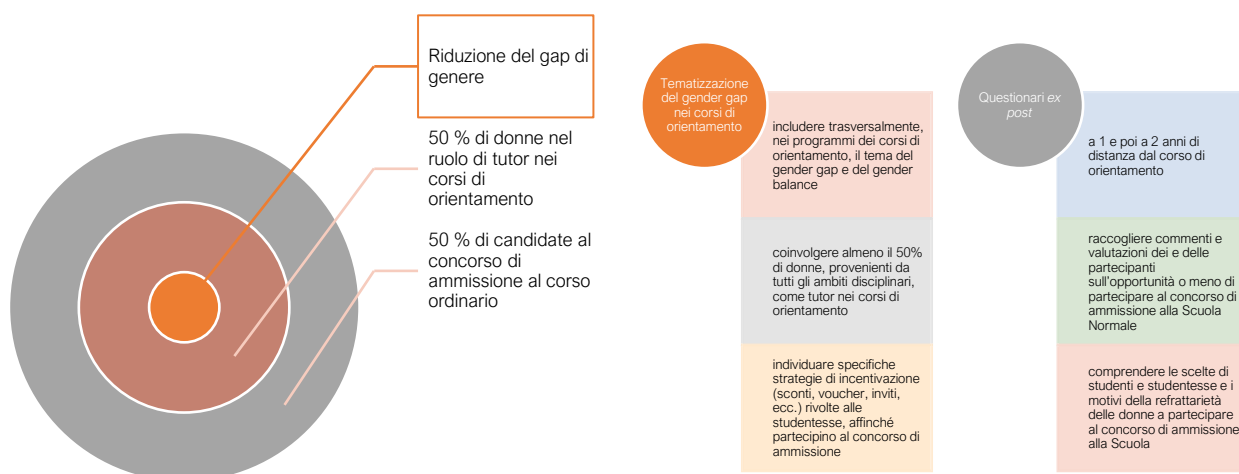 Riduzione del gap di
genere
50 % di donne nel
ruolo di tutor nei
corsi di
orientamento
50 % di candidate al
concorso di
ammissione al corso
ordinario
Tematizzazione
del gender gap
nei corsi di
orientamento
includere trasversalmente,
nei programmi dei corsi di
orientamento, il tema del
gender gap e del gender
balance
coinvolgere almeno il 50%
di donne, provenienti da
tutti gli ambiti disciplinari,
come tutor nei corsi di
orientamento
individuare specifiche
strategie di incentivazione
(sconti, voucher, inviti,
ecc.) rivolte alle
studentesse, affinché
partecipino al concorso di
ammissione
Questionari ex
post
a 1 e poi a 2 anni di
distanza dal corso di
orientamento
raccogliere commenti e
valutazioni dei e delle
partecipanti
sull'opportunità o meno di
partecipare al concorso di
ammissione alla Scuola
Normale
comprendere le scelte di
studenti e studentesse e i
motivi della refrattarietà
delle donne a partecipare
al concorso di ammissione
alla Scuola